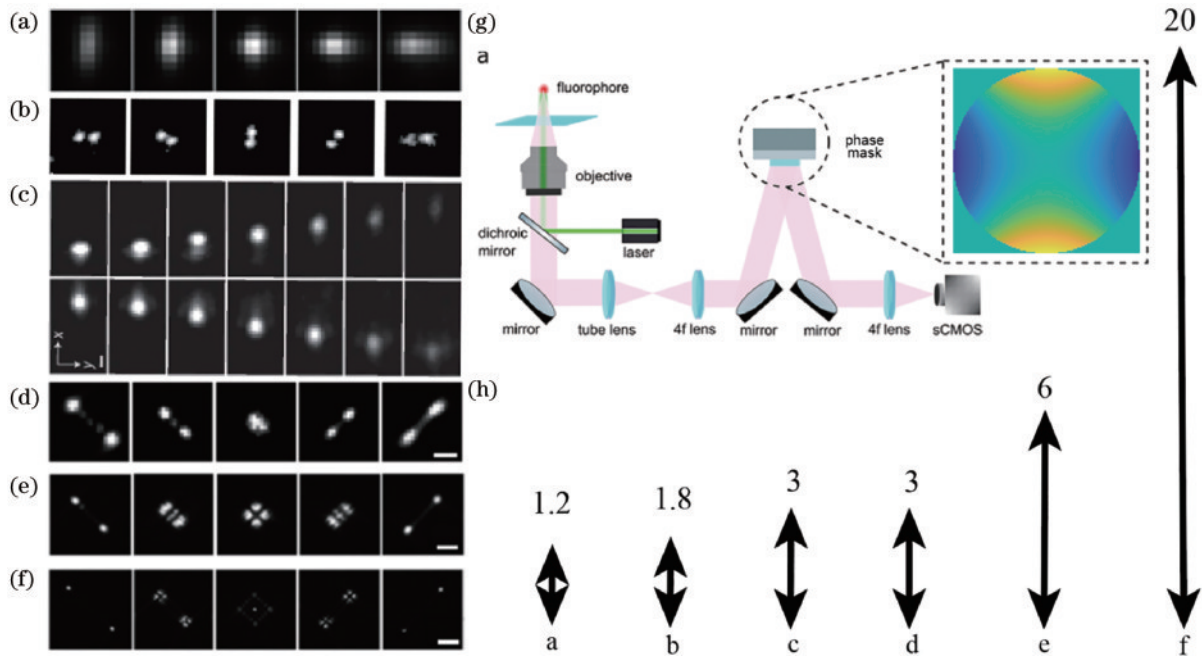 (a)
(b)
(c)
x
y
(d)
(e)
(f)
(g)
a
fluorophore
objective
dichroic
mirror
laser
phase
mask
mirror
tube lens
4f lens
mirror
mirror
4f lens
sCMOS
(h)
1.2
1.8
3
3
6
20
a
b
c
d
e
f